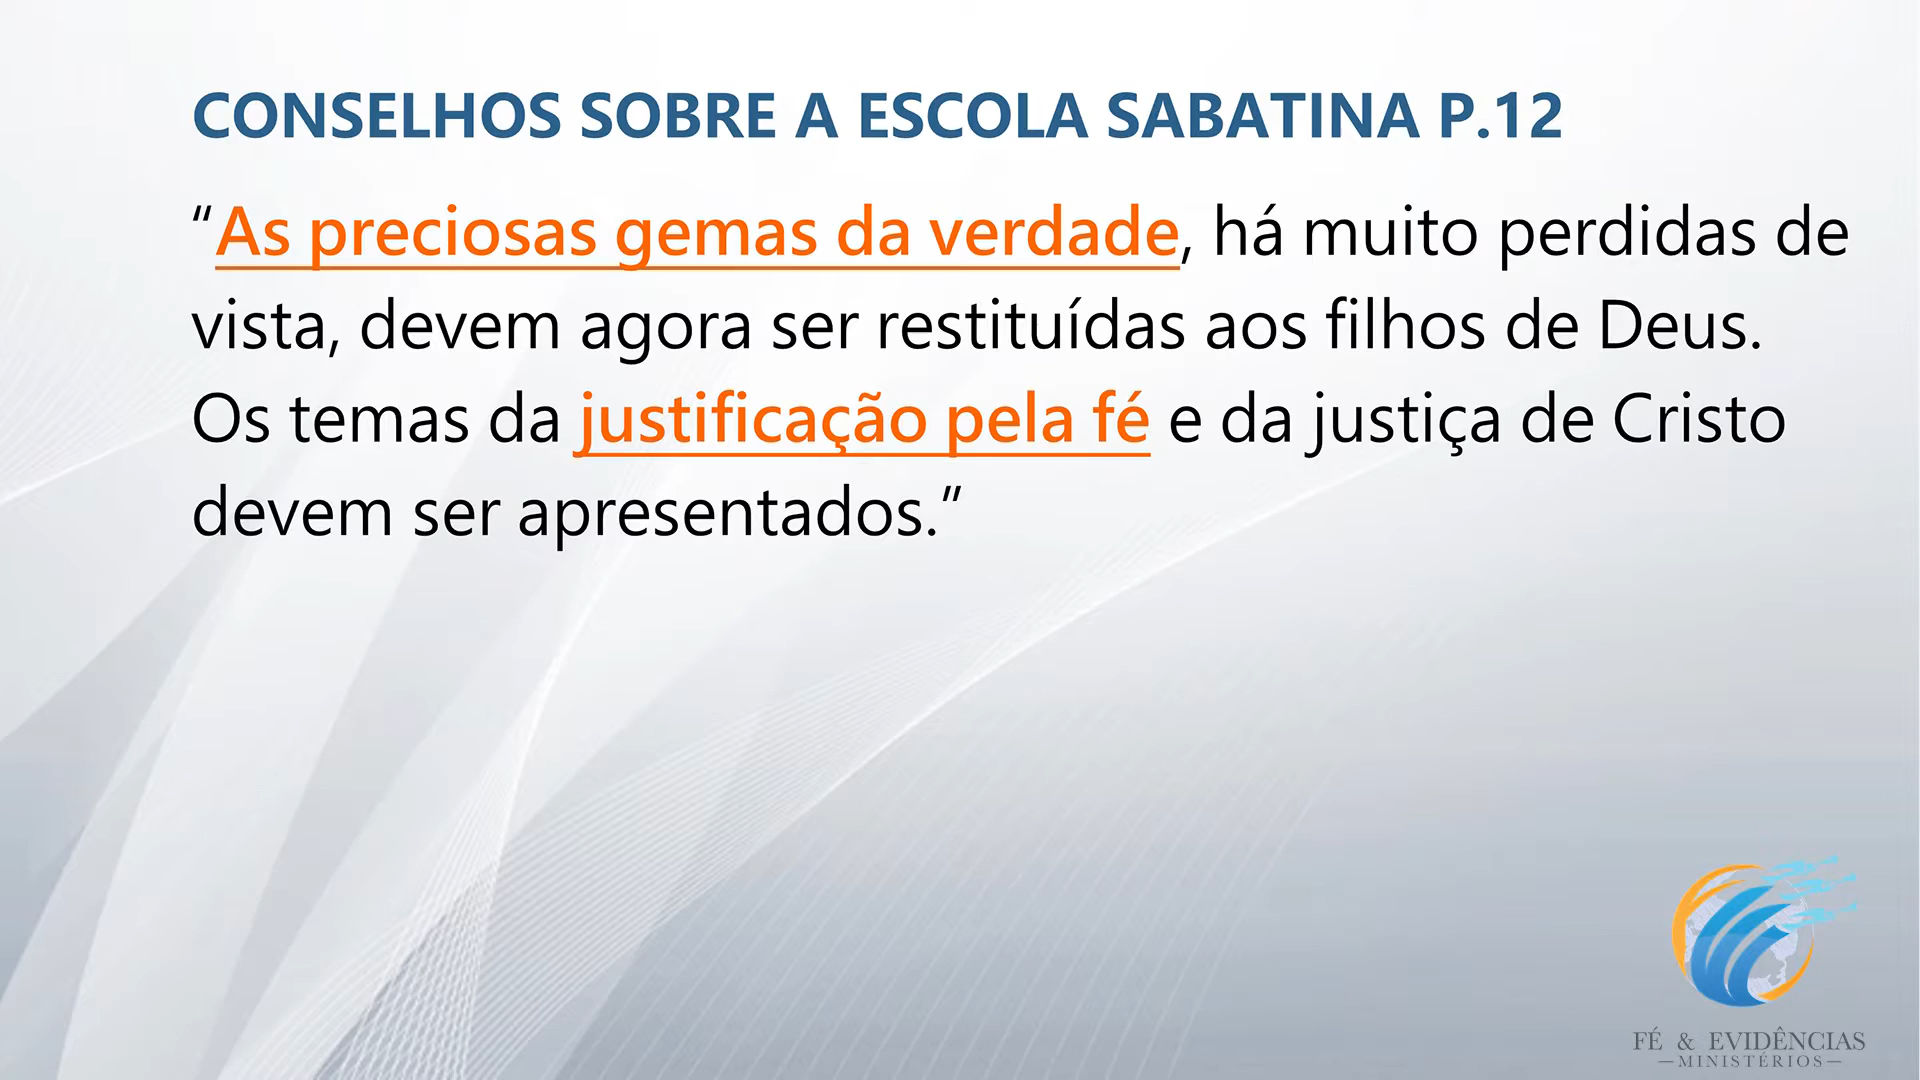 CONSELHOS SOBRE A ESCOLA SABATINA P.12
“As preciosas gemas da verdade, há muito perdidas de
vista, devem agora ser restituídas aos filhos de Deus.
Os temas da justificação pela fé e da justiça de Cristo
devem ser apresentados.”
FÉ & EVIDÊNCIAS
—MINISTÉRIOS—